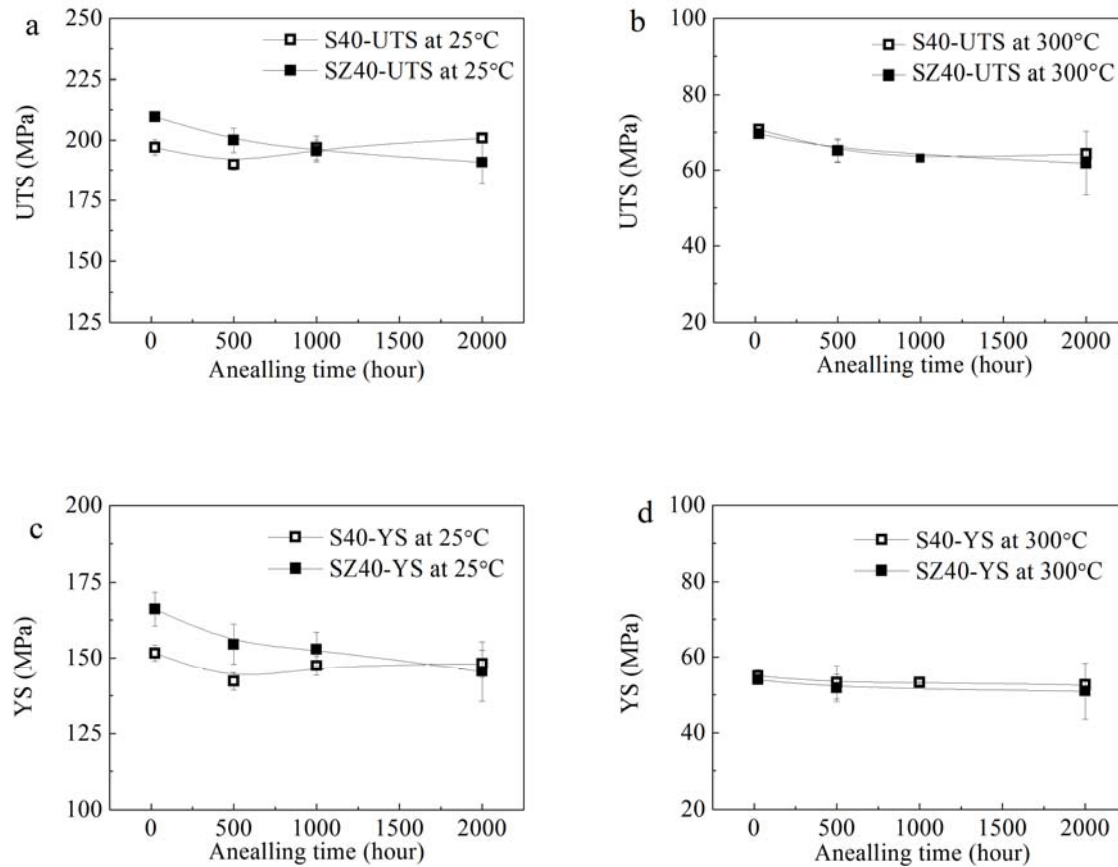 a
250
225
200
175
150
125
UTS (MPa)
S40-UTS at 25°C
SZ40-UTS at 25°C
0 500 1000 1500 2000
Anealling time (hour)
b
100
80
60
40
20
UTS (MPa)
S40-UTS at 300°C
SZ40-UTS at 300°C
0 500 1000 1500 2000
Anealling time (hour)
c
200
175
150
125
100
YS (MPa)
S40-YS at 25°C
SZ40-YS at 25°C
0 500 1000 1500 2000
Anealling time (hour)
d
100
80
60
40
20
YS (MPa)
S40-YS at 300°C
SZ40-YS at 300°C
0 500 1000 1500 2000
Anealling time (hour)